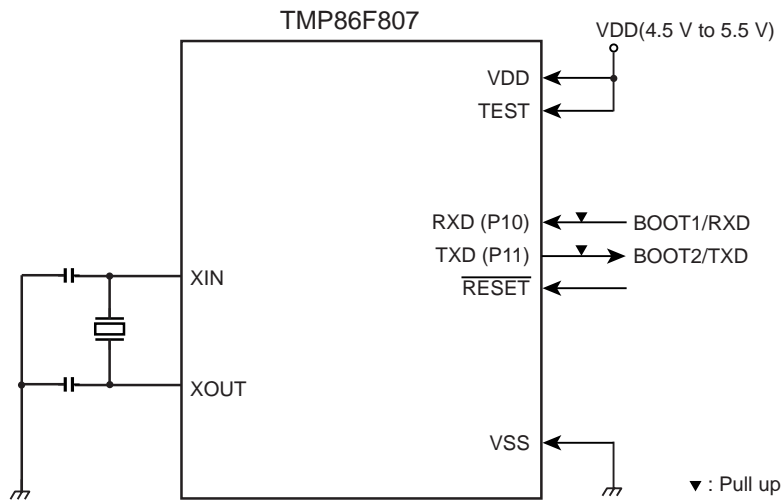 TMP86F807
VDD(4.5 V to 5.5 V)
VDD
TEST
RXD (P10)
BOOT1/RXD
TXD (P11)
BOOT2/TXD
XIN
RESET
XOUT
VSS
▼ : Pull up